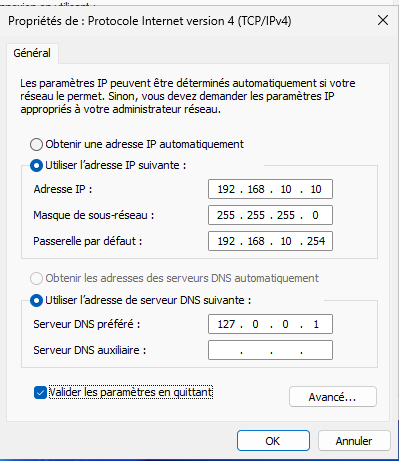 Propriétés de : Protocole Internet version 4 (TCP/IPv4)
Général
Les paramètres IP peuvent être déterminés automatiquement si votre
réseau le permet. Sinon, vous devez demander les paramètres IP
appropriés à votre administrateur réseau.
Obtenir une adresse IP automatiquement
Utiliser l'adresse IP suivante :
Adresse IP : 192 . 168 . 10 . 10
Masque de sous-réseau : 255 . 255 . 255 . 0
Passerelle par défaut : 192 . 168 . 10 . 254
Obtenir les adresses des serveurs DNS automatiquement
Utiliser l'adresse de serveur DNS suivante :
Serveur DNS préféré : 127 . 0 . 0 . 1
Serveur DNS auxiliaire : . . .
Valider les paramètres en quittant
Avancé...
OK Annuler